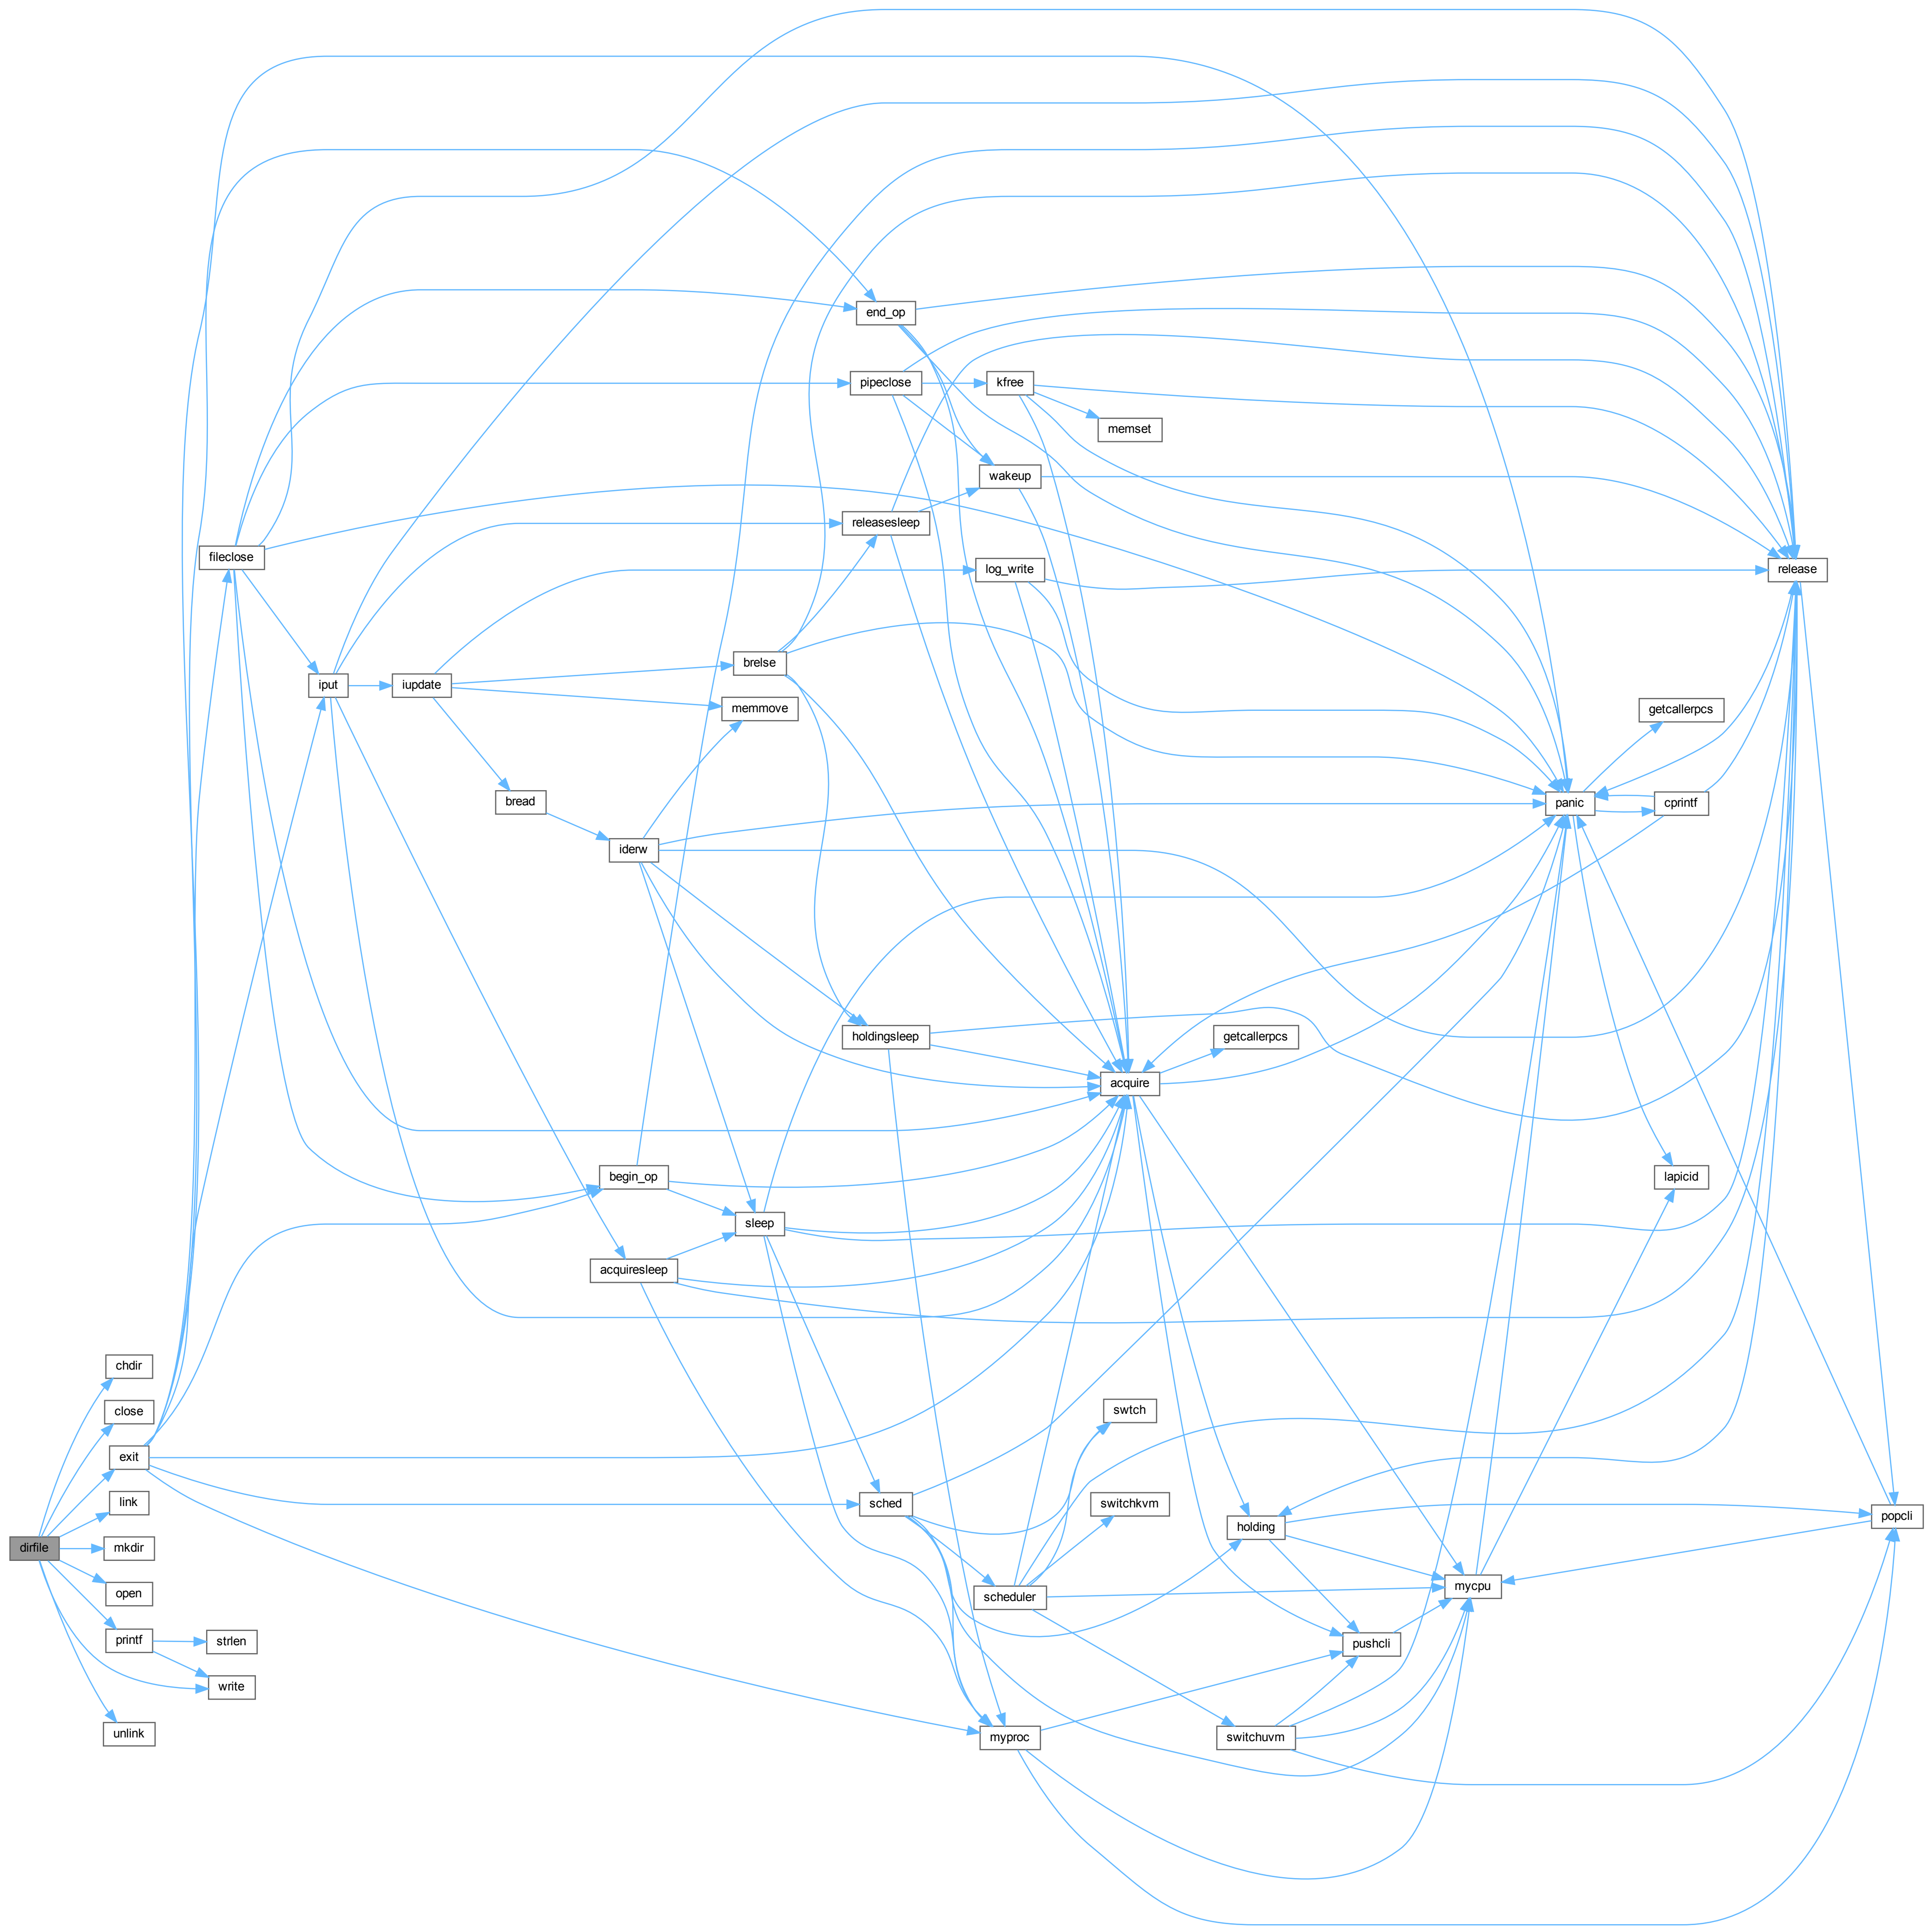 end_op
pipeclose
kfree
memset
wakeup
releasesleep
fileclose
log_write
release
brelse
iput
iupdate
memmove
getcallerpcs
bread
panic
cprintf
iderw
holdingsleep
getcallerpcs
acquire
begin_op
lapicid
sleep
acquiresleep
chdir
close
swtch
exit
link
sched
switchkvm
popcli
holding
dirfile
mkdir
open
scheduler
mycpu
printf
strlen
pushcli
write
unlink
myproc
switchuvm